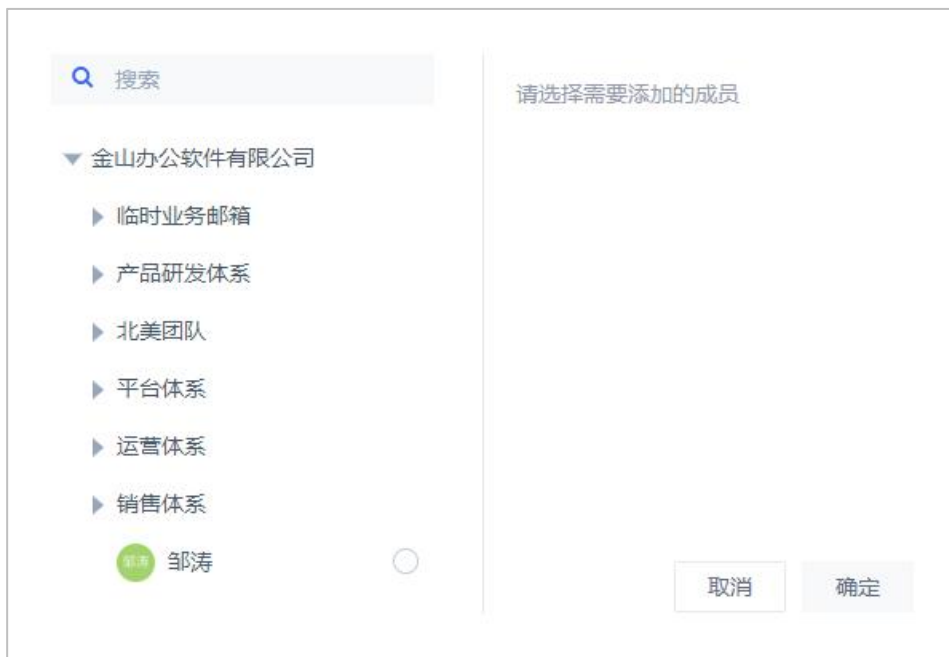 搜索
金山办公软件有限公司
临时业务邮箱
产品研发体系
北美团队
平台体系
运营体系
销售体系
邹涛
邹涛
请选择需要添加的成员
取消
确定